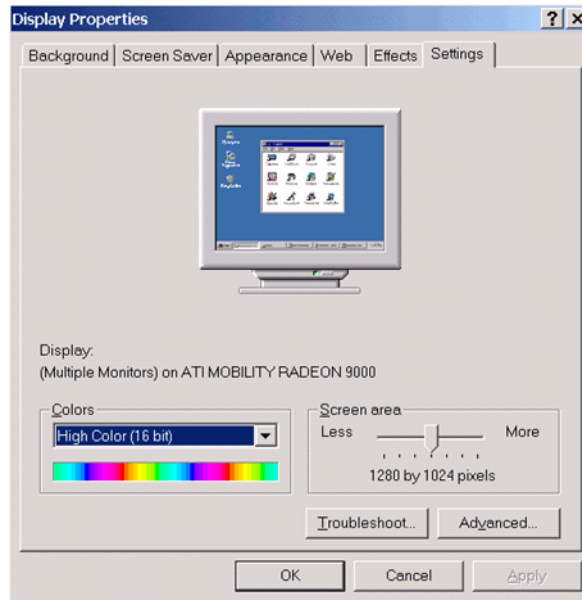 Display Properties
Background Screen Saver Appearance Web Effects Settings
Display:
(Multiple Monitors) on ATI MOBILITY RADEON 9000
Colors
High Color (16 bit)
Screen area
Less More
1280 by 1024 pixels
Troubleshoot... Advanced...
OK Cancel Apply